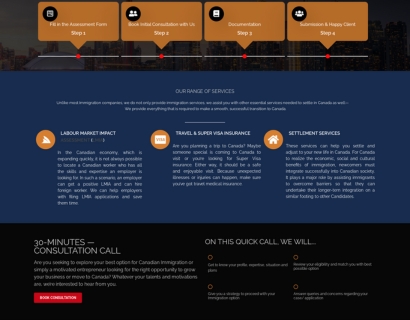 Fill in the Assessment Form
Step 1
Book Initial Consultation with Us
Step 2
Documentation
Step 3
Submission & Happy Client
Step 4
OUR RANGE OF SERVICES
Unlike most immigration companies, we do not only provide immigration services, we assist you with other essential services needed to settle in Canada as well—
We provide everything that is required to make a smooth, successful transition to Canada.
LABOUR MARKET IMPACT
ASSESSMENT (LMIA)
In the Canadian economy, which is
expanding quickly, it is not always possible
to locate a Canadian worker who has all
the skills and expertise an employer is
looking for. In such a scenario, an employer
can get a positive LMIA and can hire
foreign worker. We can help employers
with filing LMIA applications and save
them time.
TRAVEL & SUPER VISA INSURANCE
Are you planning a trip to Canada? Maybe
someone special is coming to Canada to
visit or you're looking for Super Visa
insurance. Either way, it should be a safe
and enjoyable visit. Because unexpected
illnesses or injuries can happen, make sure
you've got travel medical insurance
SETTLEMENT SERVICES
These services can help you settle and
adjust to your new life in Canada. For Canada
to realize the economic, social and cultural
benefits of immigration, newcomers must
integrate successfully into Canadian society.
It plays a major role by assisting immigrants
to overcome barriers so that they can
undertake their longer-term integration on a
similar footing to other Canadians.
30-MINUTES —
CONSULTATION CALL
Are you seeking to explore your best option for Canadian Immigration or
simply a motivated entrepreneur looking for the right opportunity to grow
your business or move to Canada? Whatever your talents and motivations
are, we're interested to hear from you.
BOOK CONSULTATION
ON THIS QUICK CALL, WE WILL...
Get to know your profile, expertise, situation and
plans
Review your eligibility and match you with best
possible option
Give you a strategy to proceed with your
immigration option
Answer queries and concerns regarding your
case/ application